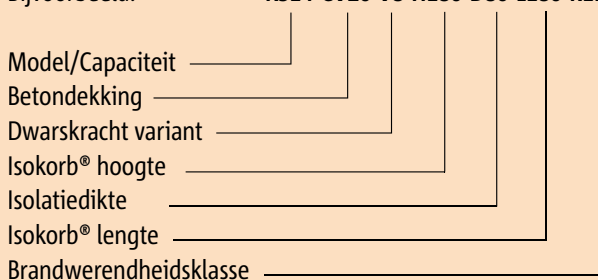 Model/Capaciteit
Betondekking
Dwarskracht variant
Isokorb® hoogte
Isolatiedikte
Isokorb® lengte
Brandwerendheidsklasse